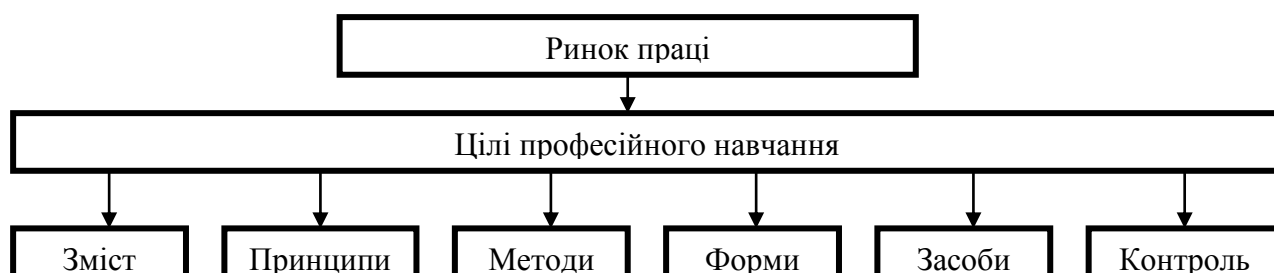 Ринок праці
Цілі професійного навчання
Зміст Принципи Методи Форми Засоби Контроль